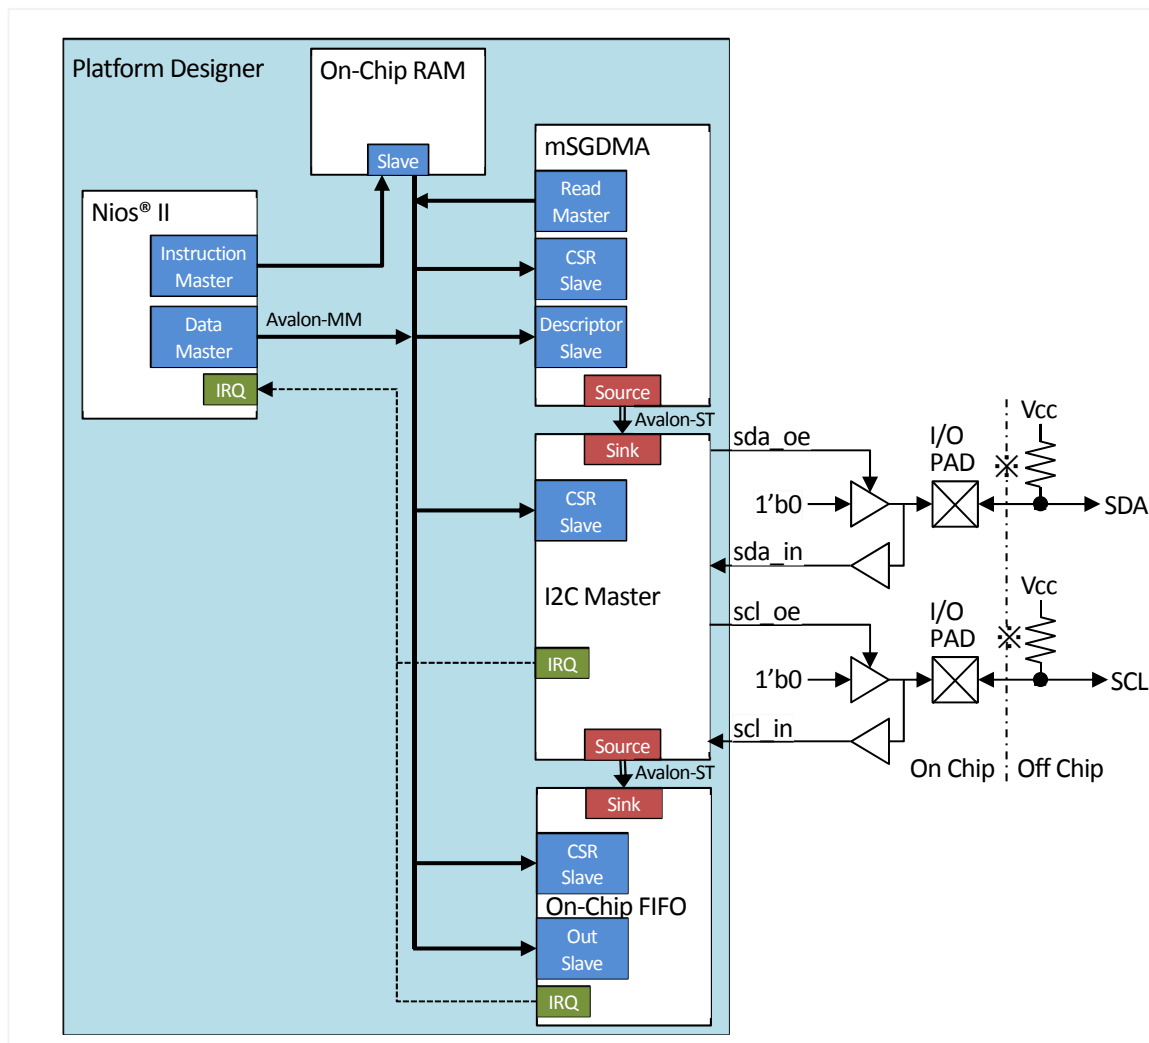 Platform Designer
On-Chip RAM
Slave
mSGDMA
Read
Master
CSR
Slave
Descriptor
Slave
Source
Nios® II
Instruction
Master
Data
Master
IRQ
Avalon-MM
Avalon-ST
Sink
CSR
Slave
I2C Master
IRQ
Source
Avalon-ST
Sink
CSR
Slave
On-Chip FIFO
Out
Slave
IRQ
sda_oe
1'b0
sda_in
I/O
PAD
※
Vcc
SDA
scl_oe
1'b0
scl_in
I/O
PAD
※
Vcc
SCL
On Chip
Off Chip